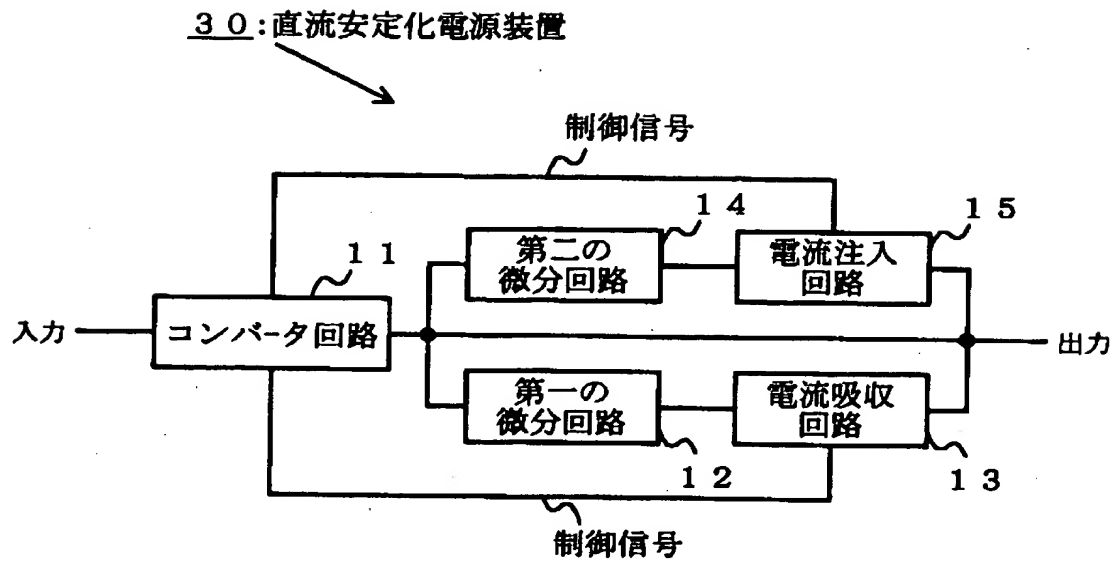 30:直流安定化電源装置
制御信号
14
15
第二の
微分回路
電流注入
回路
11
入力
コンバータ回路
出力
第一の
微分回路
電流吸収
回路
12
13
制御信号